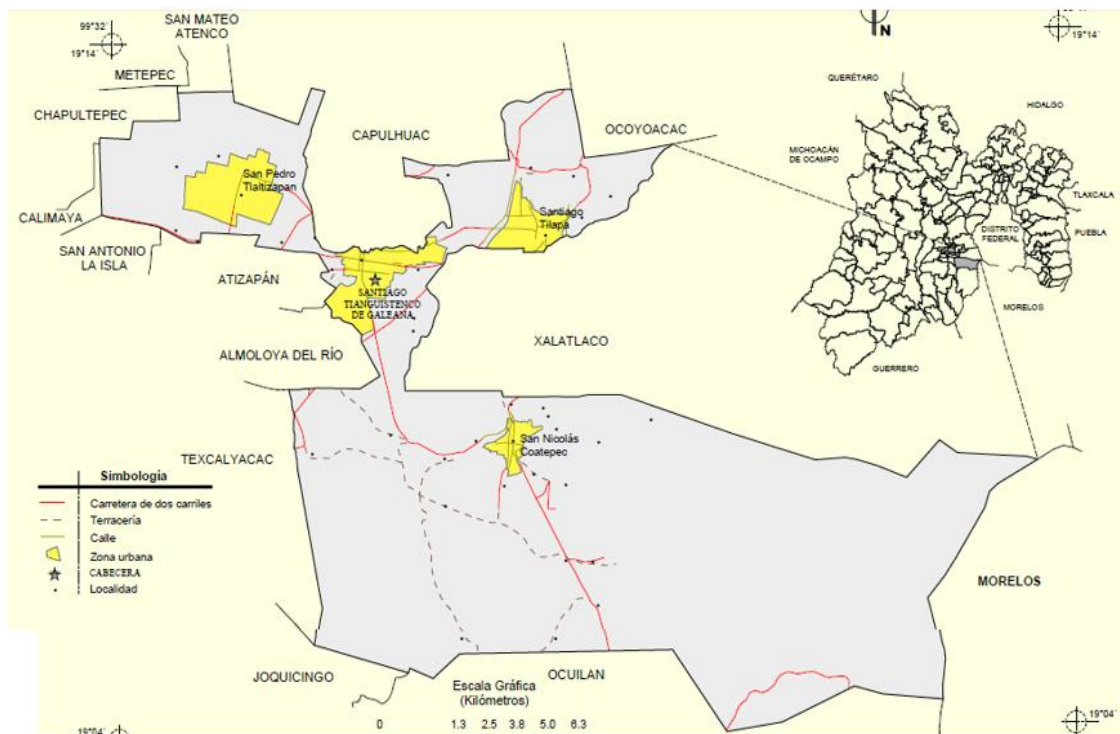 99°32´
SAN MATEO
ATENCO
19°14´
N
19°14´
METEPEC
CHAPULTEPEC
CAPULHUAC
OCOYOACAC
San Pedro
Tlaltizapan
CALIMAYA
SAN ANTONIO
LA ISLA
ATIZAPÁN
Santiago
Tilapa
SANTIAGO
TIANGUISTENCO
DE GALEANA
ALMOLOYA DEL RÍO
XALATLACO
TEXCALYACAC
San Nicolás
Coatepec
MORELOS
JOQUICINGO
OCUILAN
QUERÉTARO
HIDALGO
MICHOACÁN
DE OCAMPO
TLAXCALA
DISTRITO
FEDERAL
PUEBLA
MORELOS
GUERRERO
Simbología
Carretera de dos carriles
Terracería
Calle
Zona urbana
CABECERA
Localidad
Escala Gráfica
(Kilómetros)
0 1.3 2.5 3.8 5.0 6.3
19°04´
19°04´